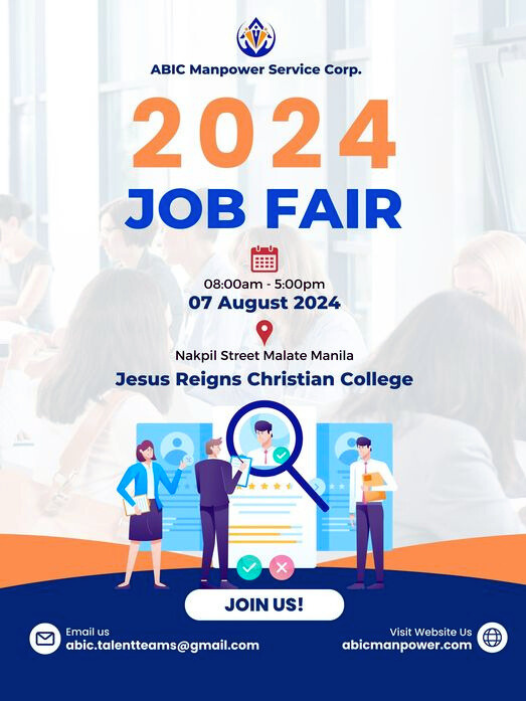 ABIC Manpower Service Corp.
2024
JOB FAIR
08:00am - 5:00pm
07 August 2024
Nakpil Street Malate Manila
Jesus Reigns Christian College
JOIN US!
Email us
abic.talentteams@gmail.com
Visit Website Us
abicmanpower.com